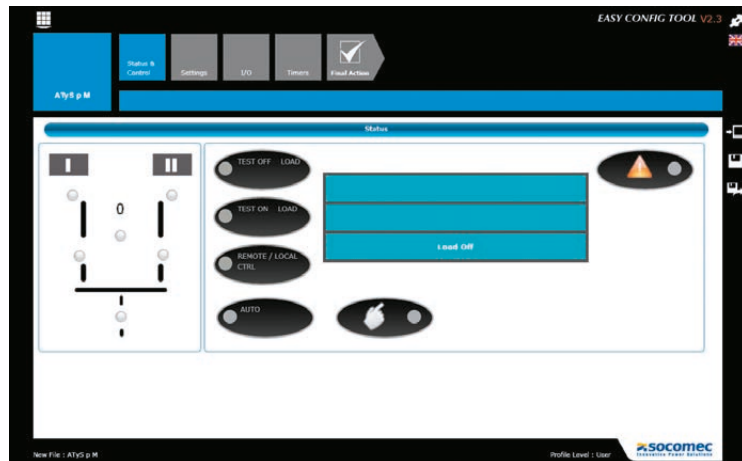 EASY CONFIG TOOL V2.3
Status &
Control
Settings
I/O
Timers
Final Action
ATyS p M
Status
I
II
0
TEST OFF LOAD
TEST ON LOAD
REMOTE / LOCAL
CTRL
AUTO
Load Off
New File : ATyS p M
Profile Level : User
socomec
Innovative Power Solutions